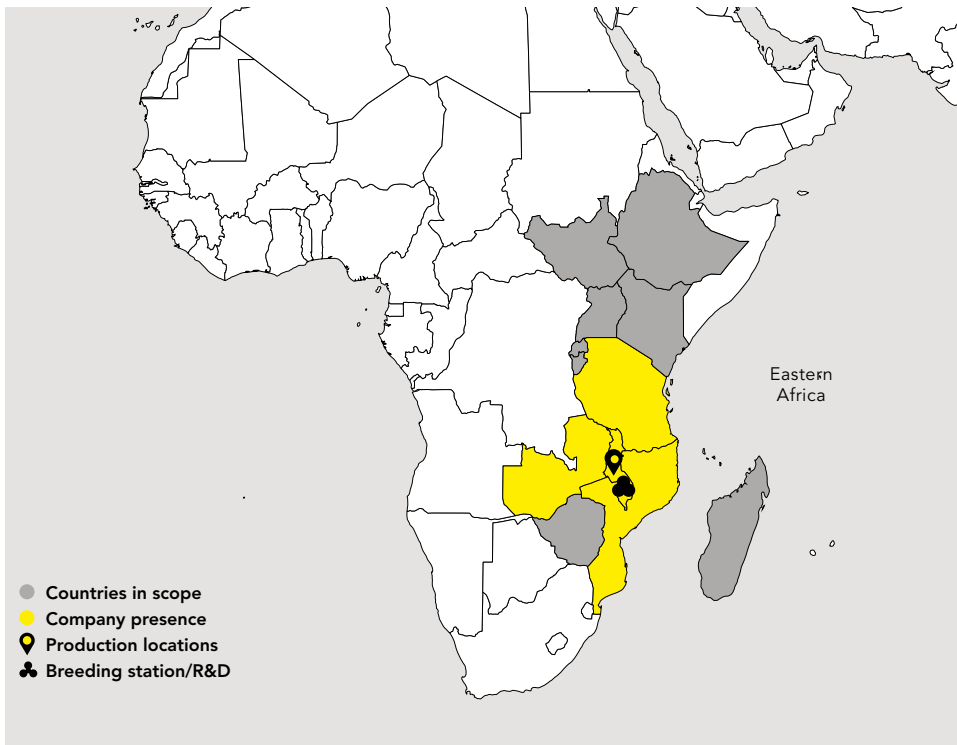 Eastern
Africa
Countries in scope
Company presence
Production locations
Breeding station/R&D